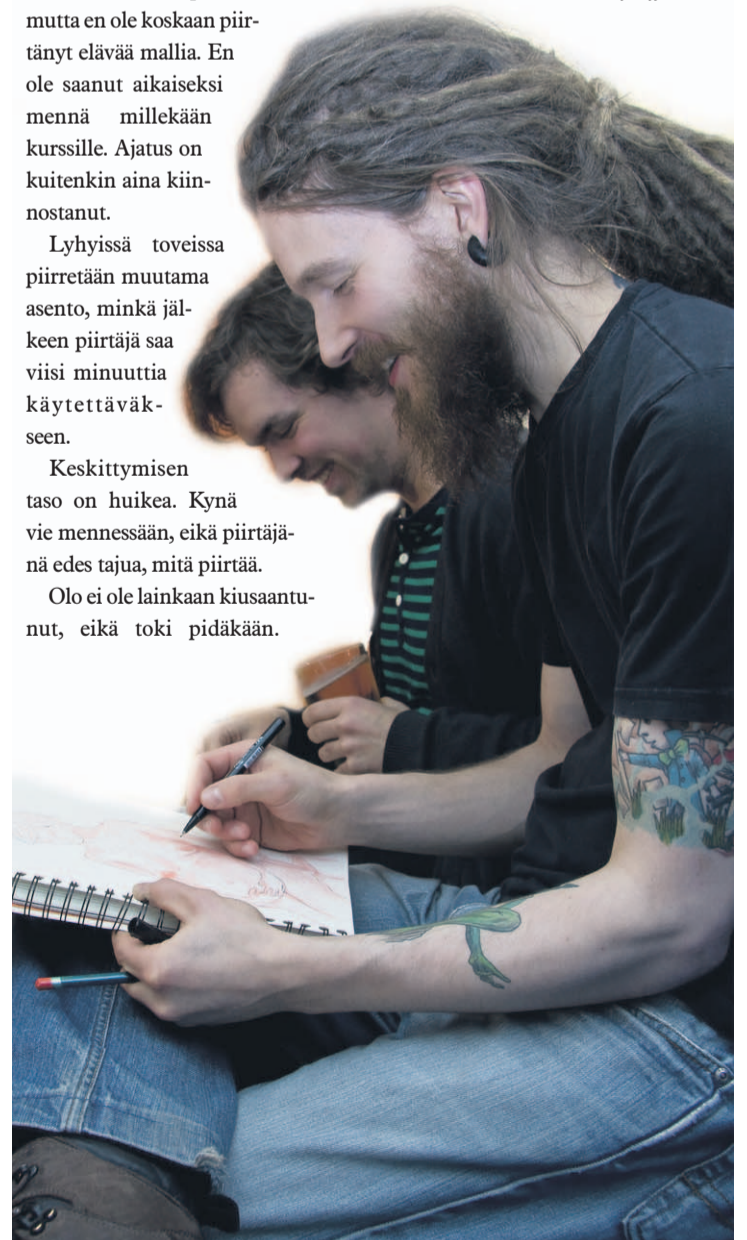 mutta en ole koskaan piir-
tänyt elävää mallia. En
ole saanut aikaiseksi
mennä millekään
kurssille. Ajatus on
kuitenkin aina kiin-
nostanut.
Lyhyissä toveissa
piirretään muutama
asento, minkä jäl-
keen piirtäjä saa
viisi minuuttia
käytettäväk-
seen.
Keskittymisen
taso on huikea. Kynä
vie mennessään, eikä piirtäjä-
nä edes tajua, mitä piirtää.
Olo ei ole lainkaan kiusaantu-
nut, eikä toki pidäkään.